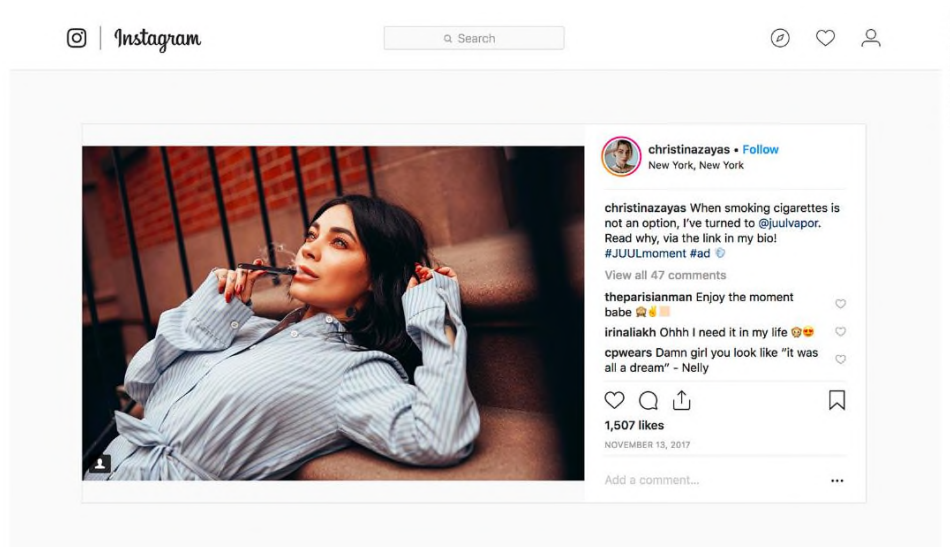 Instagram
Search
christinazayas • Follow
New York, New York
christinazayas When smoking cigarettes is
not an option, I've turned to @juulvapor.
Read why, via the link in my bio!
#JUULmoment #ad
View all 47 comments
theparisianman Enjoy the moment
babe 🙈✌🏼
irinaliakh Ohhh I need it in my life 😍
cpwears Damn girl you look like "it was
all a dream" - Nelly
1,507 likes
NOVEMBER 13, 2017
Add a comment...